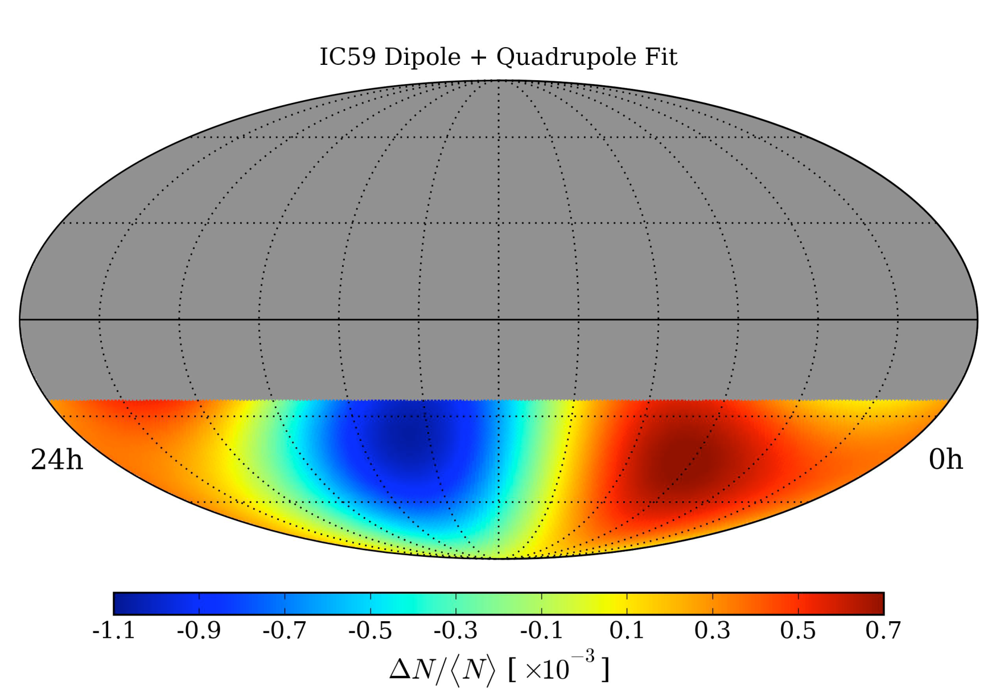 IC59 Dipole + Quadrupole Fit
24h
0h
-1.1 -0.9 -0.7 -0.5 -0.3 -0.1 0.1 0.3 0.5 0.7
ΔN/⟨N⟩ [ ×10⁻³ ]